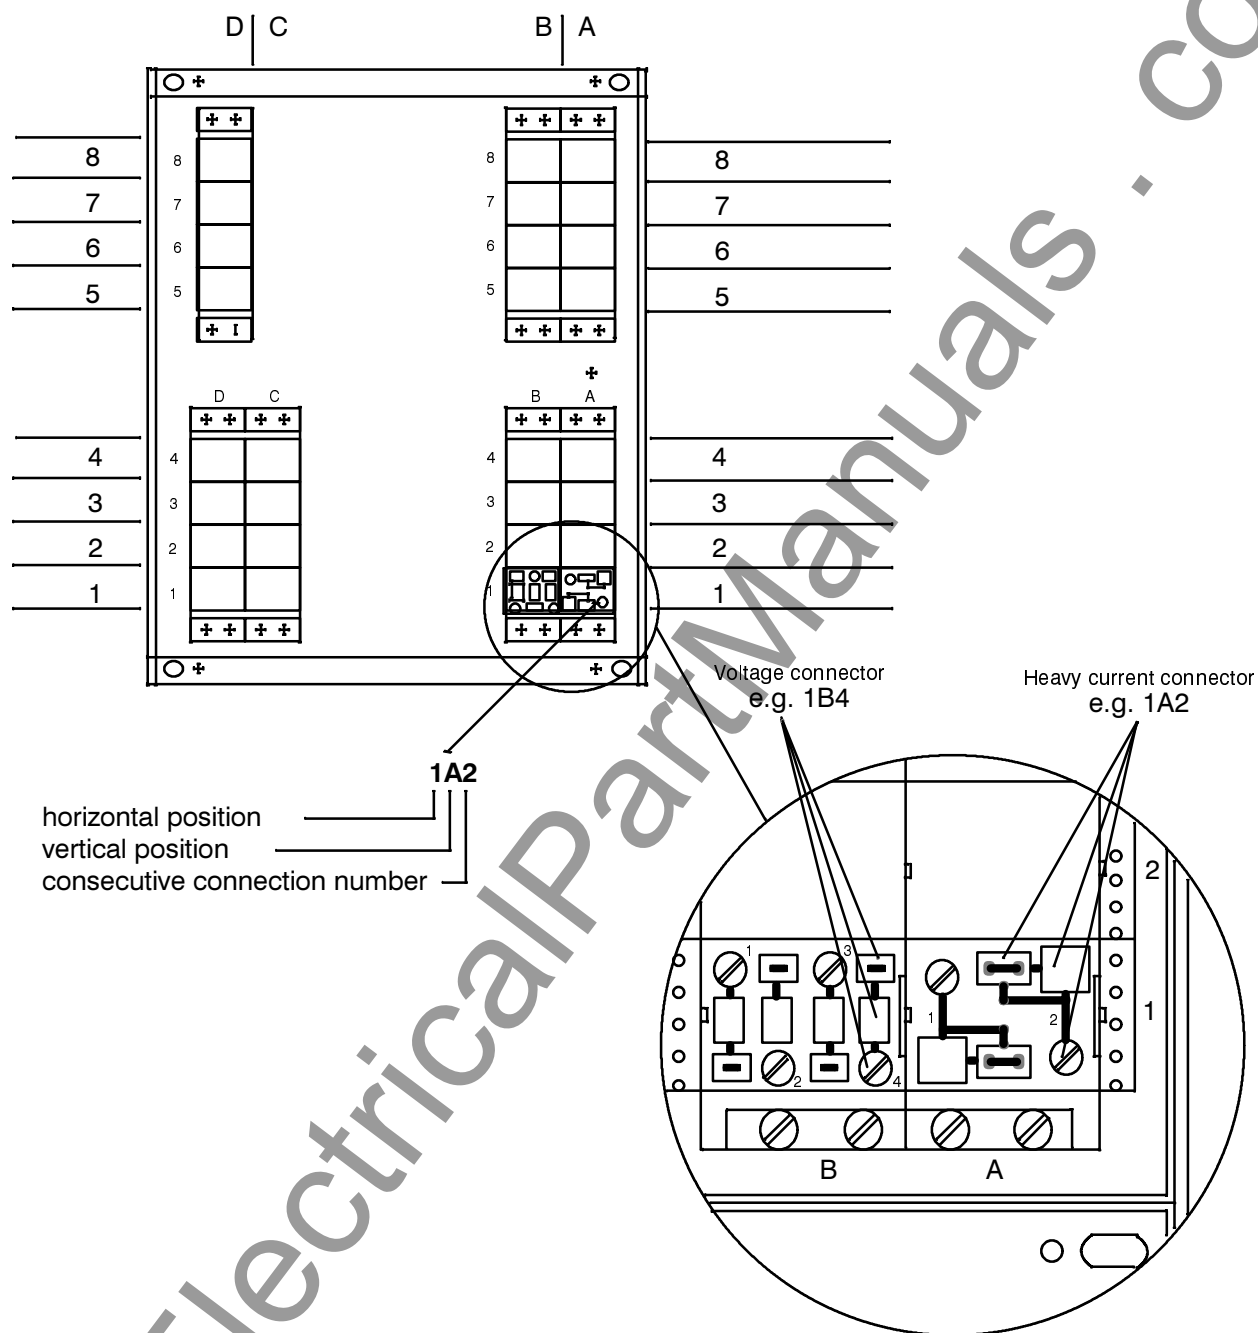 D C B A
8 8 8 8
7 7 7 7
6 6 6 6
5 5 5 5
D C B A
4 4 4 4
3 3 3 3
2 2 2 2
1 1 1 1
Voltage connector
e.g. 1B4
Heavy current connector
e.g. 1A2
1A2
horizontal position
vertical position
consecutive connection number
2
1 3
1 1 2
2 4
B A
ElectricalPartManuals . co